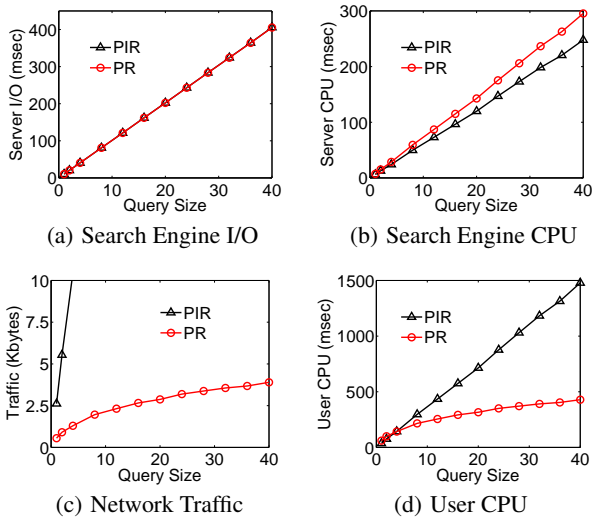 400
300
200
100
0
Server I/O (msec)
PIR
PR
0 10 20 30 40
Query Size
(a) Search Engine I/O
300
200
100
0
Server CPU (msec)
PIR
PR
0 10 20 30 40
Query Size
(b) Search Engine CPU
10
7.5
5
2.5
0
Traffic (Kbytes)
PIR
PR
0 10 20 30 40
Query Size
(c) Network Traffic
1500
1000
500
0
User CPU (msec)
PIR
PR
0 10 20 30 40
Query Size
(d) User CPU